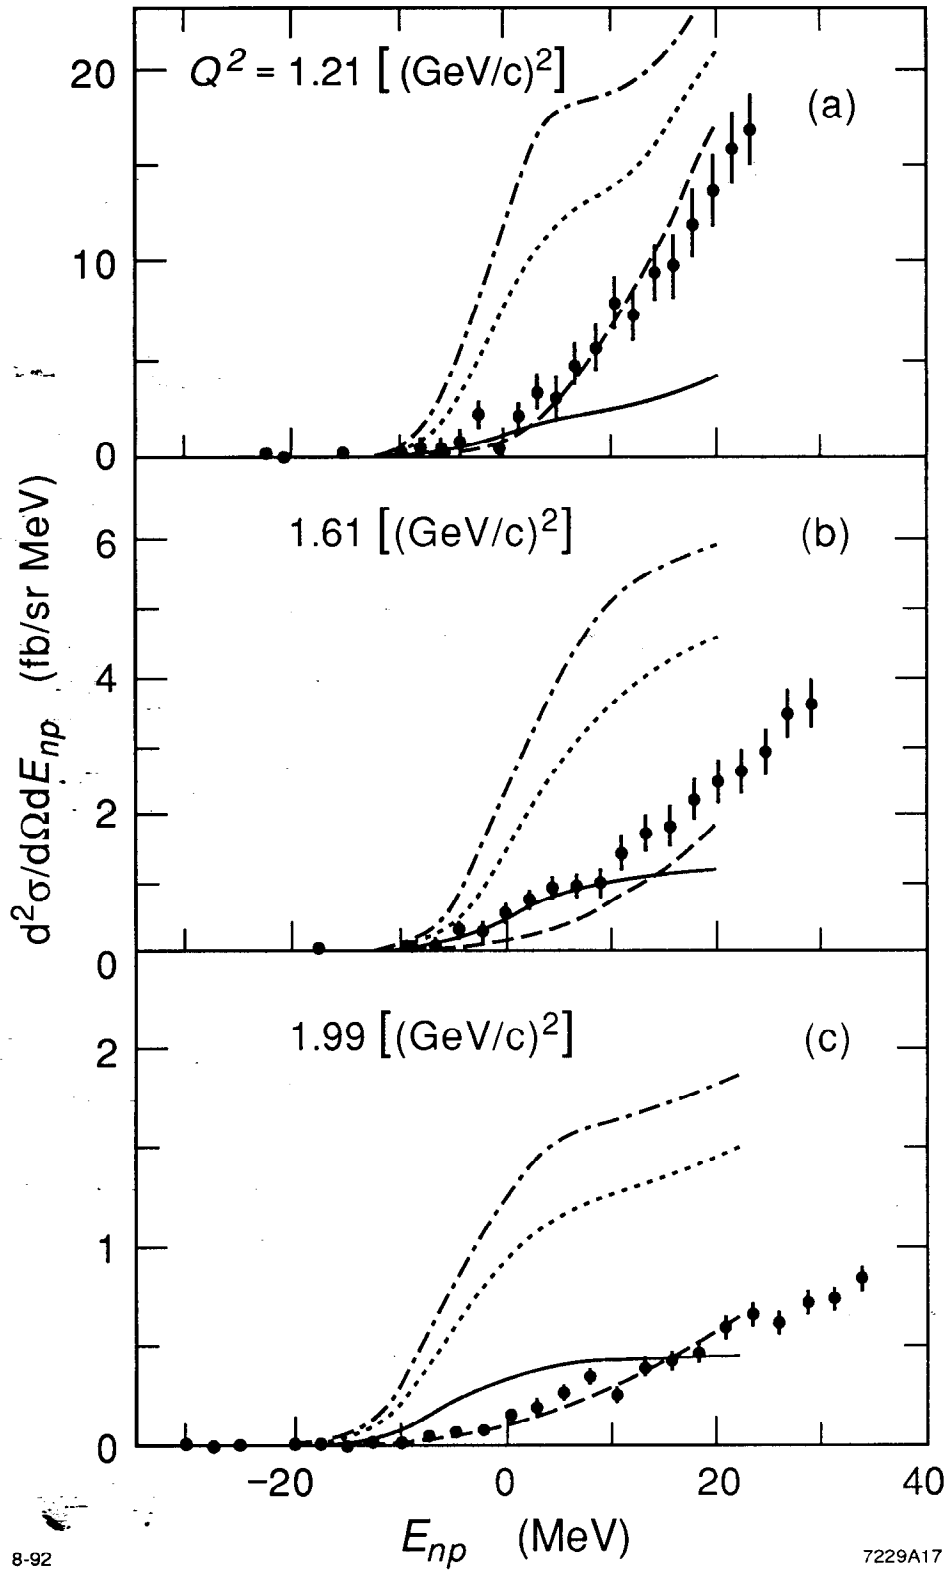 Q² = 1.21 [(GeV/c)²]
(a)
20
10
0
1.61 [(GeV/c)²]
(b)
6
4
2
0
1.99 [(GeV/c)²]
(c)
2
1
0
d²σ/dΩdE_np (fb/sr MeV)
−20 0 20 40
E_np (MeV)
8-92 7229A17